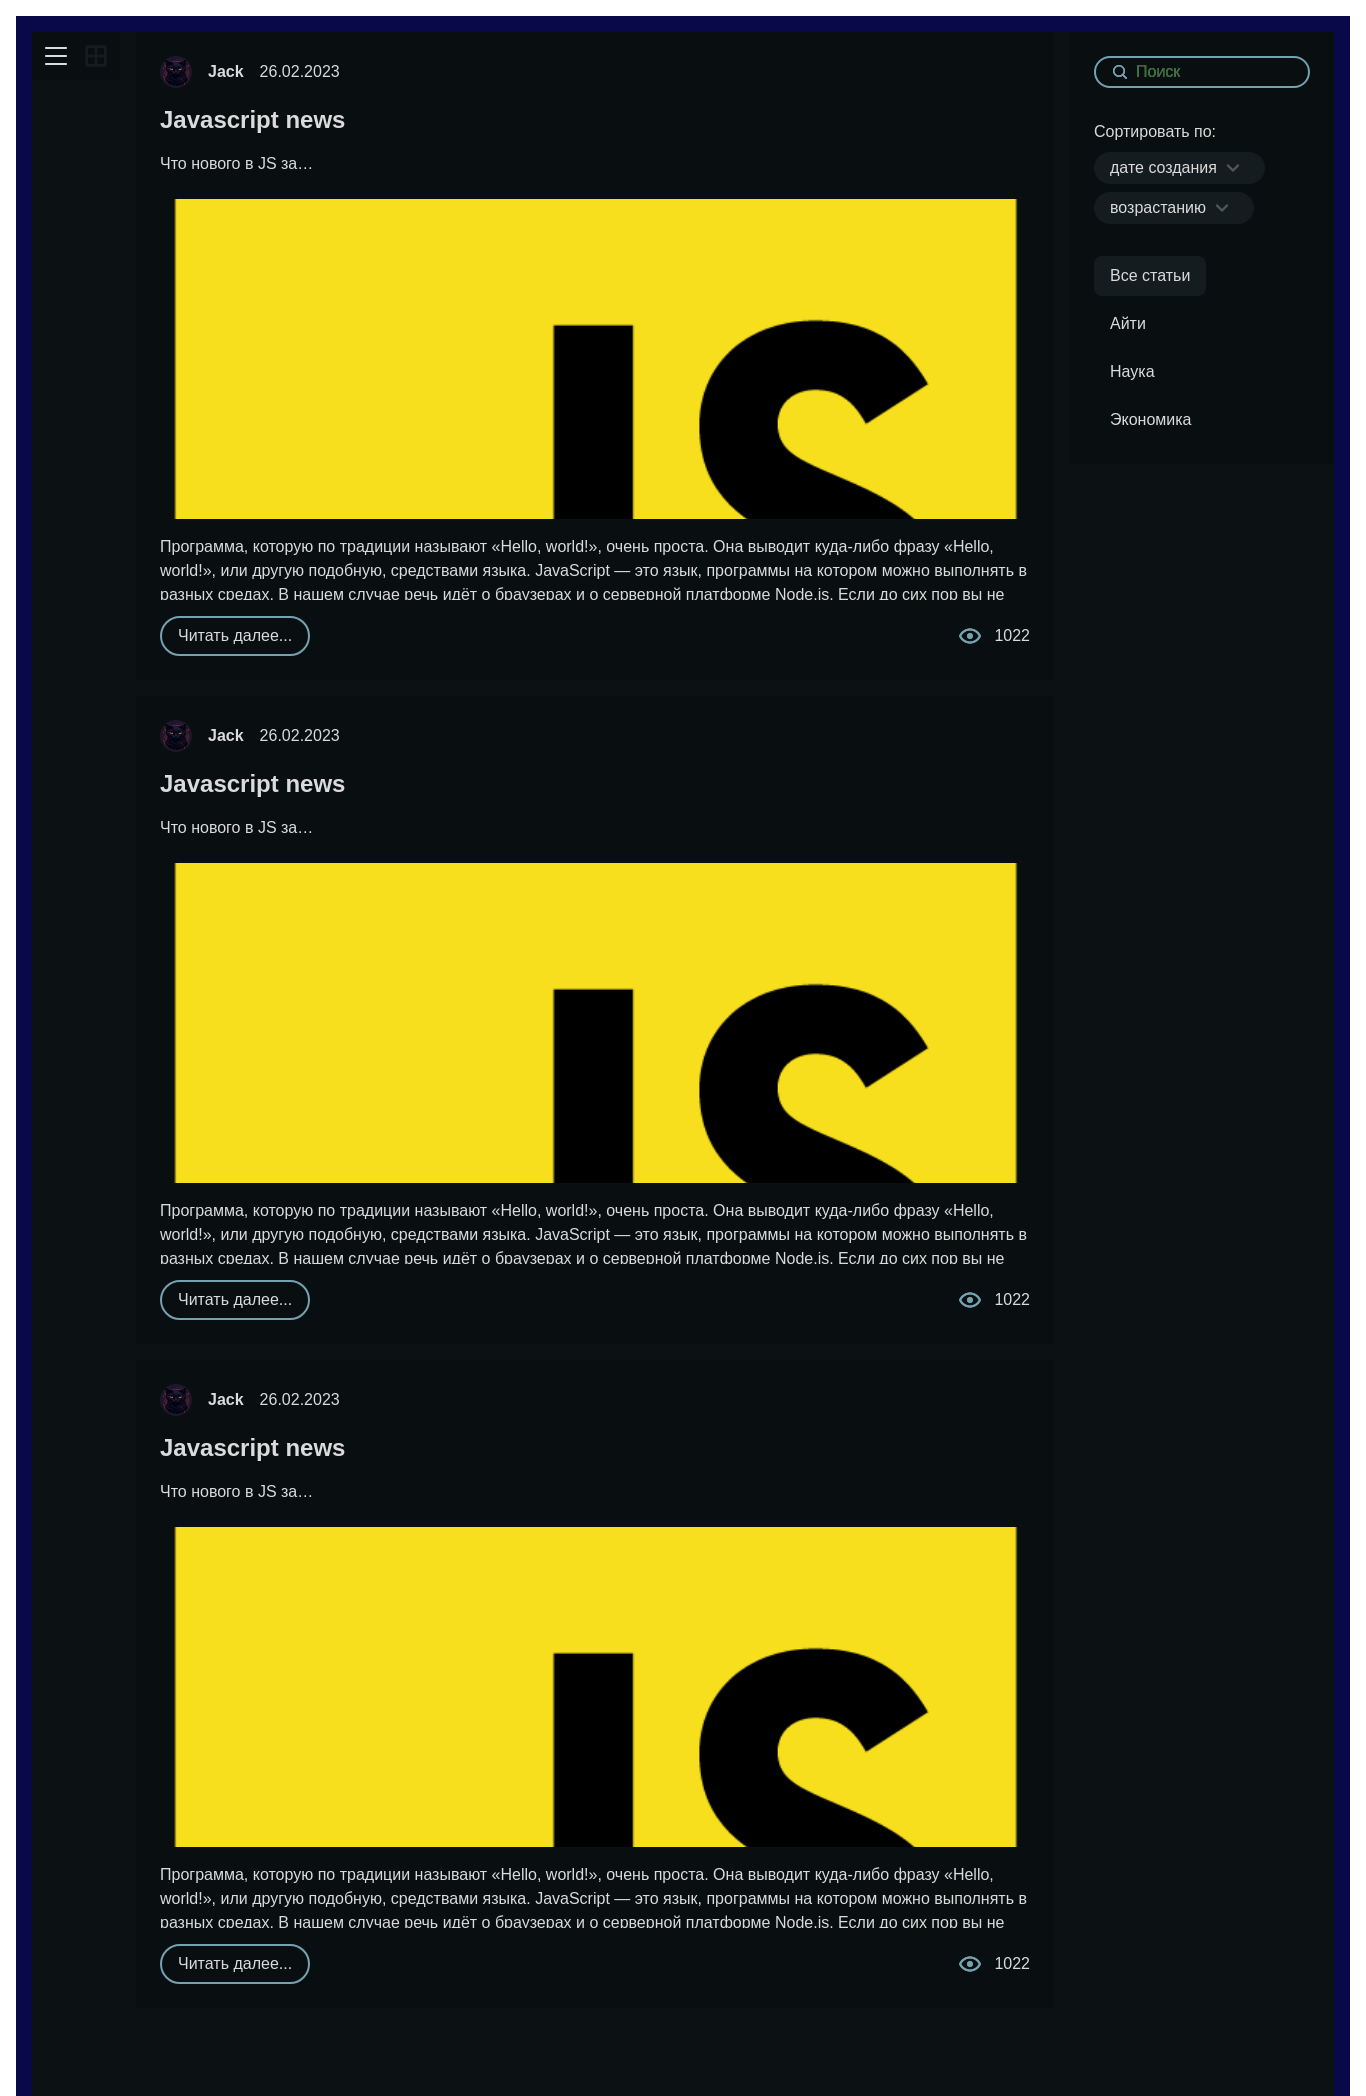 Jack 26.02.2023
Javascript news
Что нового в JS за…
JS
Программа, которую по традиции называют «Hello, world!», очень проста. Она выводит куда-либо фразу «Hello,
world!», или другую подобную, средствами языка. JavaScript — это язык, программы на котором можно выполнять в
разных средах. В нашем случае речь идёт о браузерах и о серверной платформе Node.js. Если до сих пор вы не
Читать далее...
1022
Jack 26.02.2023
Javascript news
Что нового в JS за…
JS
Программа, которую по традиции называют «Hello, world!», очень проста. Она выводит куда-либо фразу «Hello,
world!», или другую подобную, средствами языка. JavaScript — это язык, программы на котором можно выполнять в
разных средах. В нашем случае речь идёт о браузерах и о серверной платформе Node.js. Если до сих пор вы не
Читать далее...
1022
Jack 26.02.2023
Javascript news
Что нового в JS за…
JS
Программа, которую по традиции называют «Hello, world!», очень проста. Она выводит куда-либо фразу «Hello,
world!», или другую подобную, средствами языка. JavaScript — это язык, программы на котором можно выполнять в
разных средах. В нашем случае речь идёт о браузерах и о серверной платформе Node.js. Если до сих пор вы не
Читать далее...
1022
Поиск
Сортировать по:
дате создания
возрастанию
Все статьи
Айти
Наука
Экономика